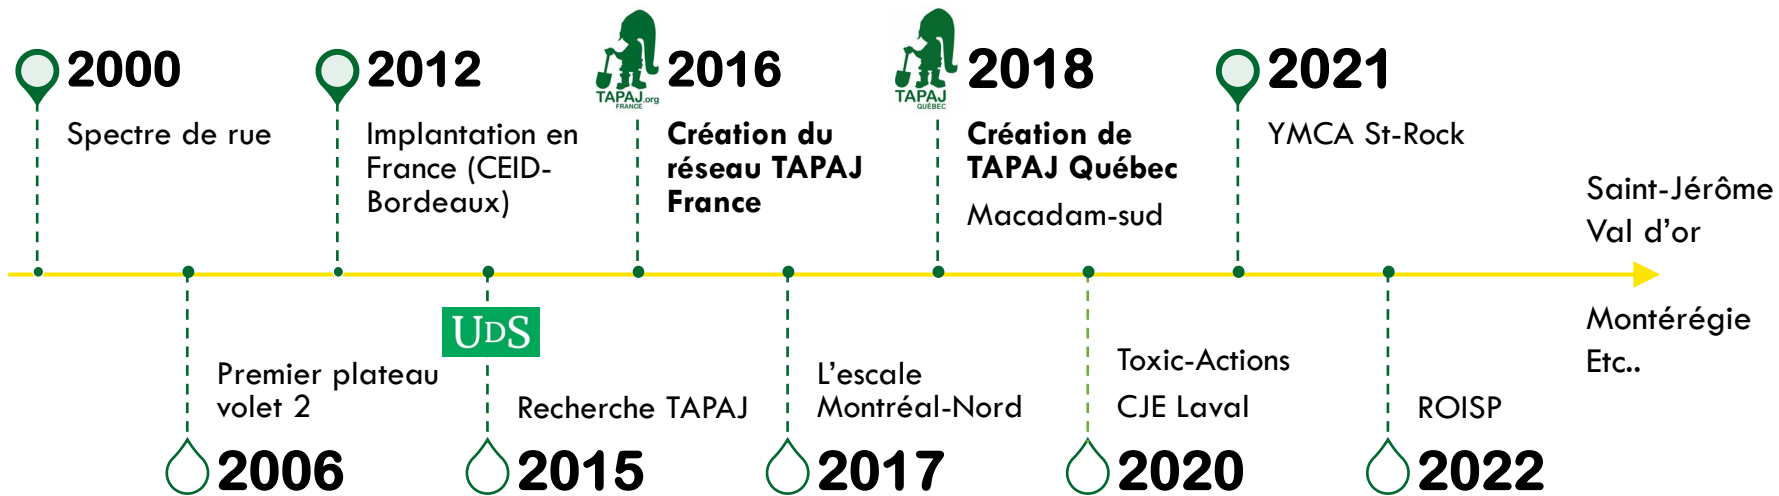 2000
Spectre de rue
2012
Implantation en
France (CEID-
Bordeaux)
TAPAJ.org
FRANCE
2016
Création du
réseau TAPAJ
France
TAPAJ
QUÉBEC
2018
Création de
TAPAJ Québec
Macadam-sud
2021
YMCA St-Rock
Saint-Jérôme
Val d'or
Montérégie
Etc..
Premier plateau
volet 2
2006
UDS
Recherche TAPAJ
2015
L'escale
Montréal-Nord
2017
Toxic-Actions
CJE Laval
2020
ROISP
2022